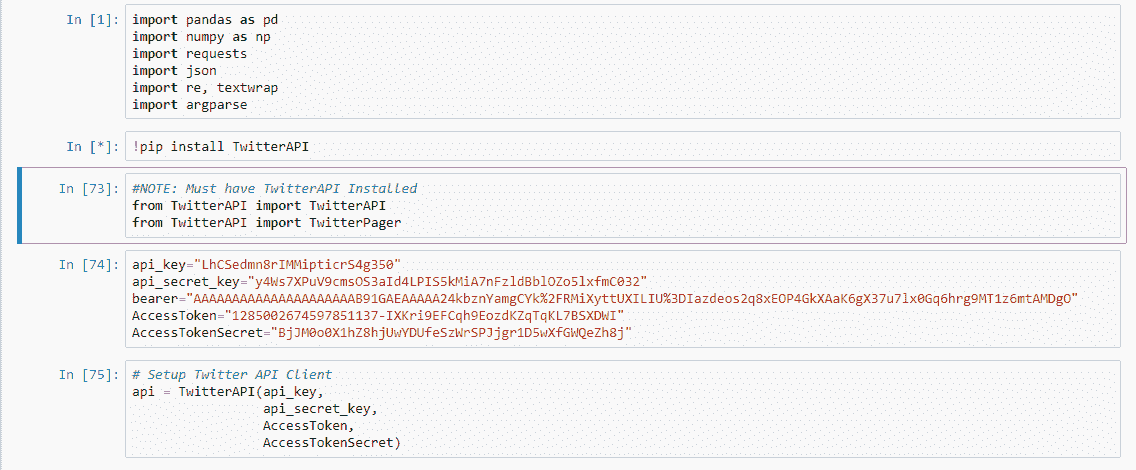 In [1]: import pandas as pd
import numpy as np
import requests
import json
import re, textwrap
import argparse
In [*]: !pip install TwitterAPI
In [73]: #NOTE: Must have TwitterAPI Installed
from TwitterAPI import TwitterAPI
from TwitterAPI import TwitterPager
In [74]: api_key="LhCSedmn8rIMMipticrS4g350"
api_secret_key="y4Ws7XPuV9cmsOS3aId4LPIS5kMiA7nFzldBblOZo5lxfmC032"
bearer="AAAAAAAAAAAAAAAAAAAAAB91GAEAAAAA24kbznYamgCYk%2FRMiXyttUXILIU%3DIazdeos2q8xEOP4GkXAaK6gX37u7lx0Gq6hrg9MT1z6mtAMDgO"
AccessToken="1285002674597851137-IXKri9EFCqh9EozdKZqTqKL7BSXDWI"
AccessTokenSecret="BjJM0o0X1hZ8hjUwYDUfeSzWrSPJjgr1D5wXfGWQeZh8j"
In [75]: # Setup Twitter API Client
api = TwitterAPI(api_key,
api_secret_key,
AccessToken,
AccessTokenSecret)